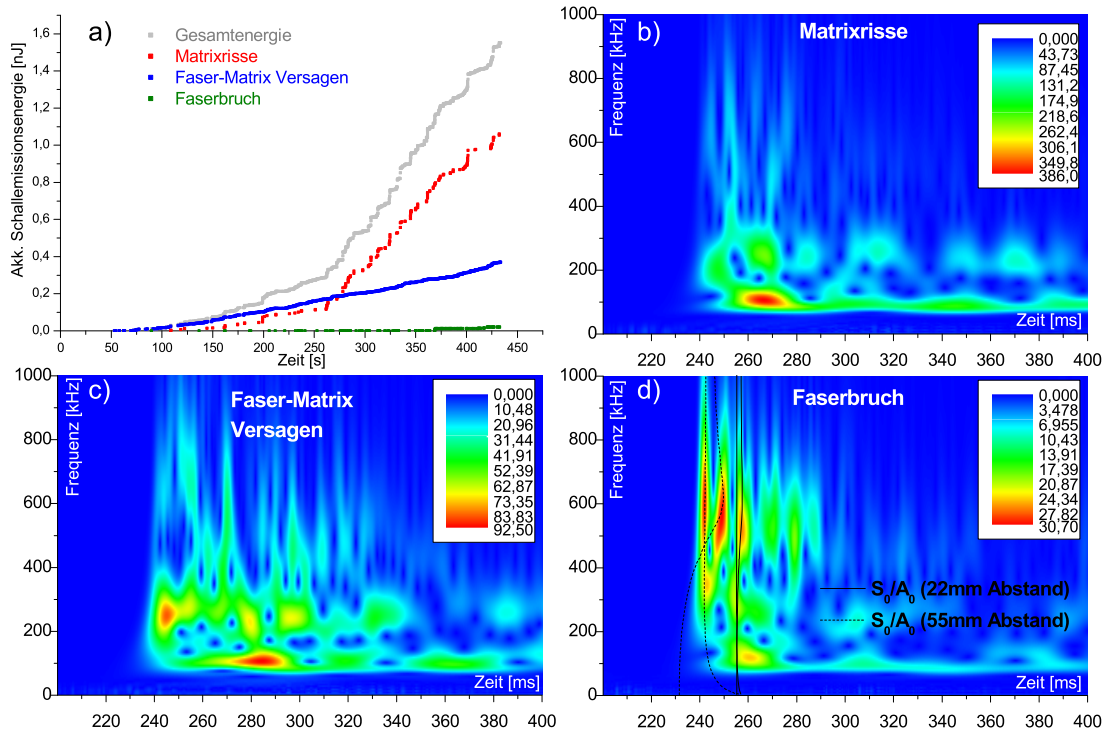 a)
Gesamtenergie
Matrixrisse
Faser-Matrix Versagen
Faserbruch
Akk. Schallemissionsenergie [nJ]
1,6
1,4
1,2
1,0
0,8
0,6
0,4
0,2
0,0
0 50 100 150 200 250 300 350 400 450
Zeit [s]
b)
Matrixrisse
Frequenz [kHz]
1000
800
600
400
200
0
0,000
43,73
87,45
131,2
174,9
218,6
262,4
306,1
349,8
386,0
Zeit [ms]
220 240 260 280 300 320 340 360 380 400
c)
Faser-Matrix
Versagen
Frequenz [kHz]
1000
800
600
400
200
0
0,000
10,48
20,96
31,44
41,91
52,39
62,87
73,35
83,83
92,50
Zeit [ms]
220 240 260 280 300 320 340 360 380 400
d)
Faserbruch
Frequenz [kHz]
1000
800
600
400
200
0
0,000
3,478
6,955
10,43
13,91
17,39
20,87
24,34
27,82
30,70
S0/A0 (22mm Abstand)
S0/A0 (55mm Abstand)
Zeit [ms]
220 240 260 280 300 320 340 360 380 400